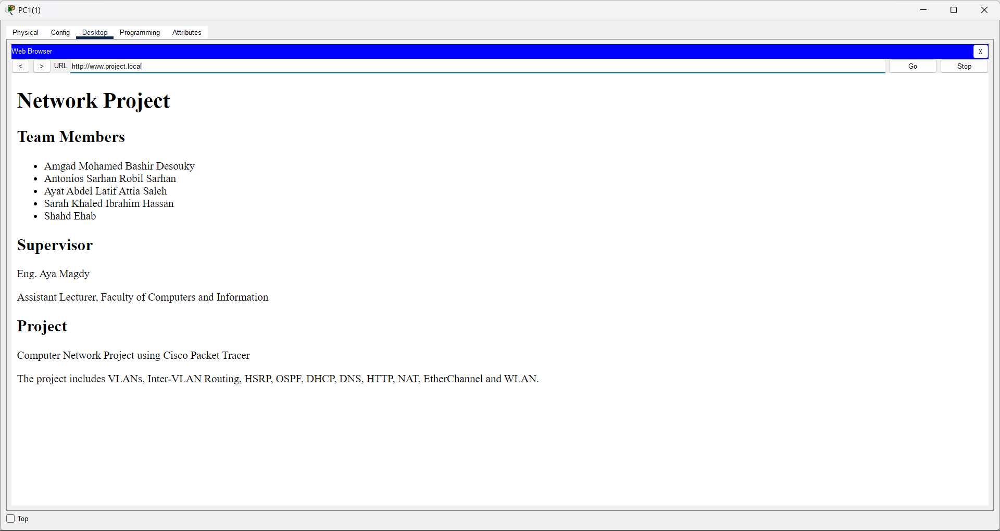 PC1(1)
Physical Config Desktop Programming Attributes
Web Browser X
< > URL http://www.project.local Go Stop
Network Project
Team Members
• Amgad Mohamed Bashir Desouky
• Antonios Sarhan Robil Sarhan
• Ayat Abdel Latif Attia Saleh
• Sarah Khaled Ibrahim Hassan
• Shahd Ehab
Supervisor
Eng. Aya Magdy
Assistant Lecturer, Faculty of Computers and Information
Project
Computer Network Project using Cisco Packet Tracer
The project includes VLANs, Inter-VLAN Routing, HSRP, OSPF, DHCP, DNS, HTTP, NAT, EtherChannel and WLAN.
Top